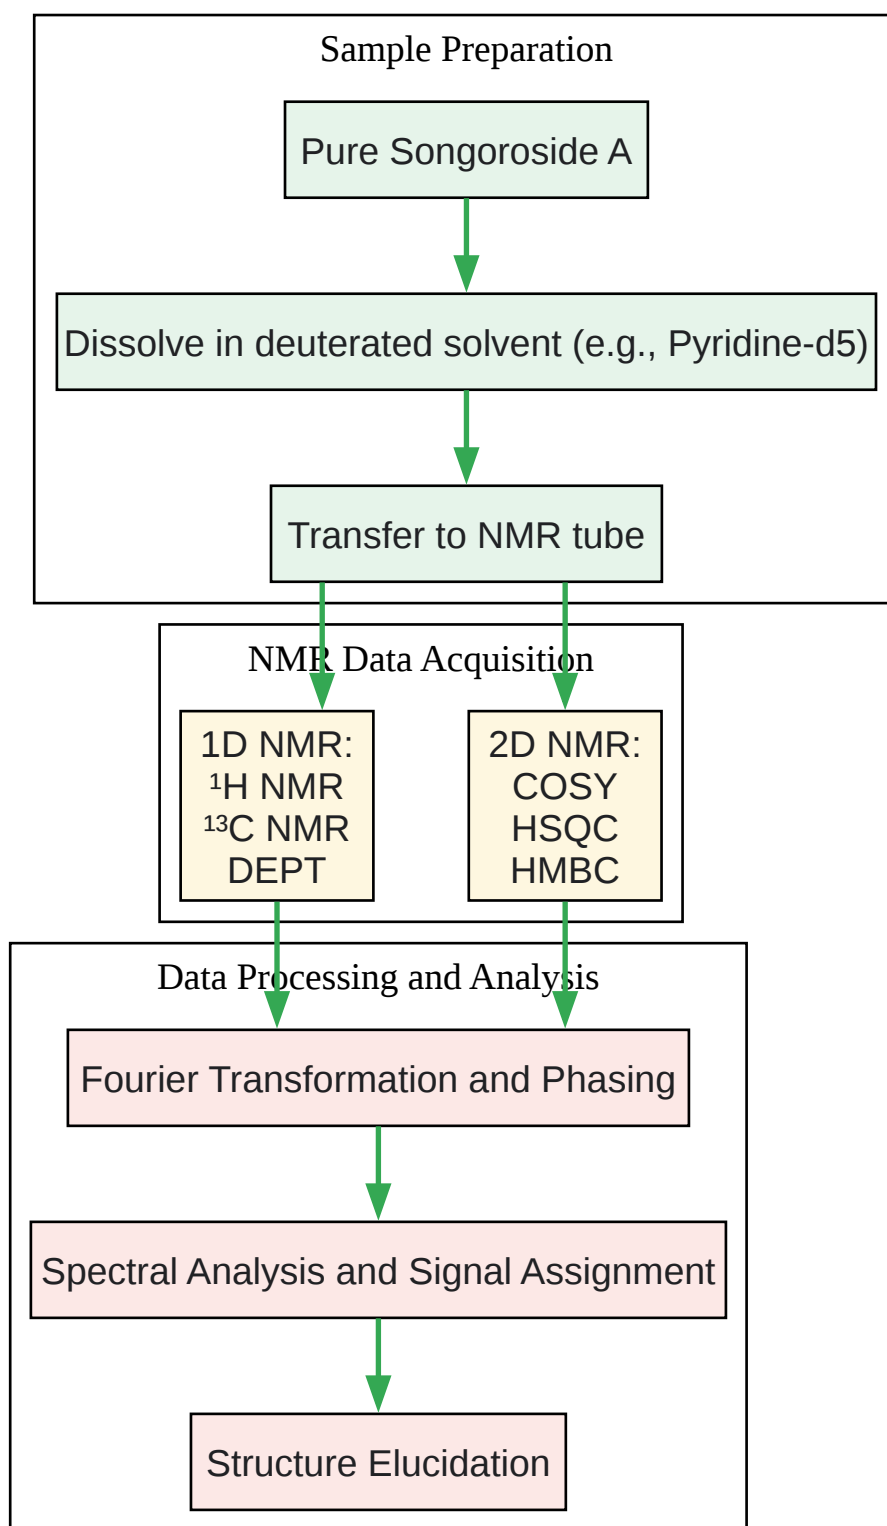 Sample Preparation
Pure Songoroside A
Dissolve in deuterated solvent (e.g., Pyridine-d5)
Transfer to NMR tube
NMR Data Acquisition
1D NMR:
¹H NMR
¹³C NMR
DEPT
2D NMR:
COSY
HSQC
HMBC
Data Processing and Analysis
Fourier Transformation and Phasing
Spectral Analysis and Signal Assignment
Structure Elucidation